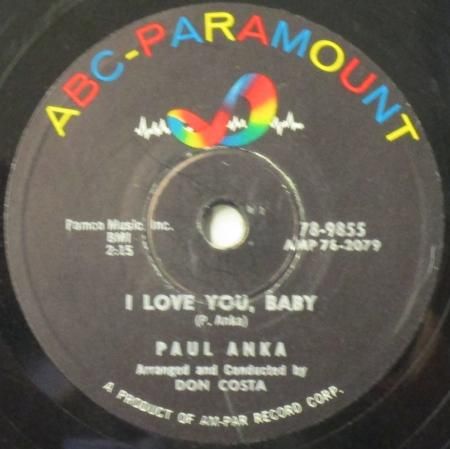 ABC-PARAMOUNT
Pamco Music, Inc.
BMI
2:15
78-9855
AMP 78-2079
I LOVE YOU, BABY
(P. Anka)
PAUL ANKA
Arranged and Conducted by
DON COSTA
A PRODUCT OF AM-PAR RECORD CORP.